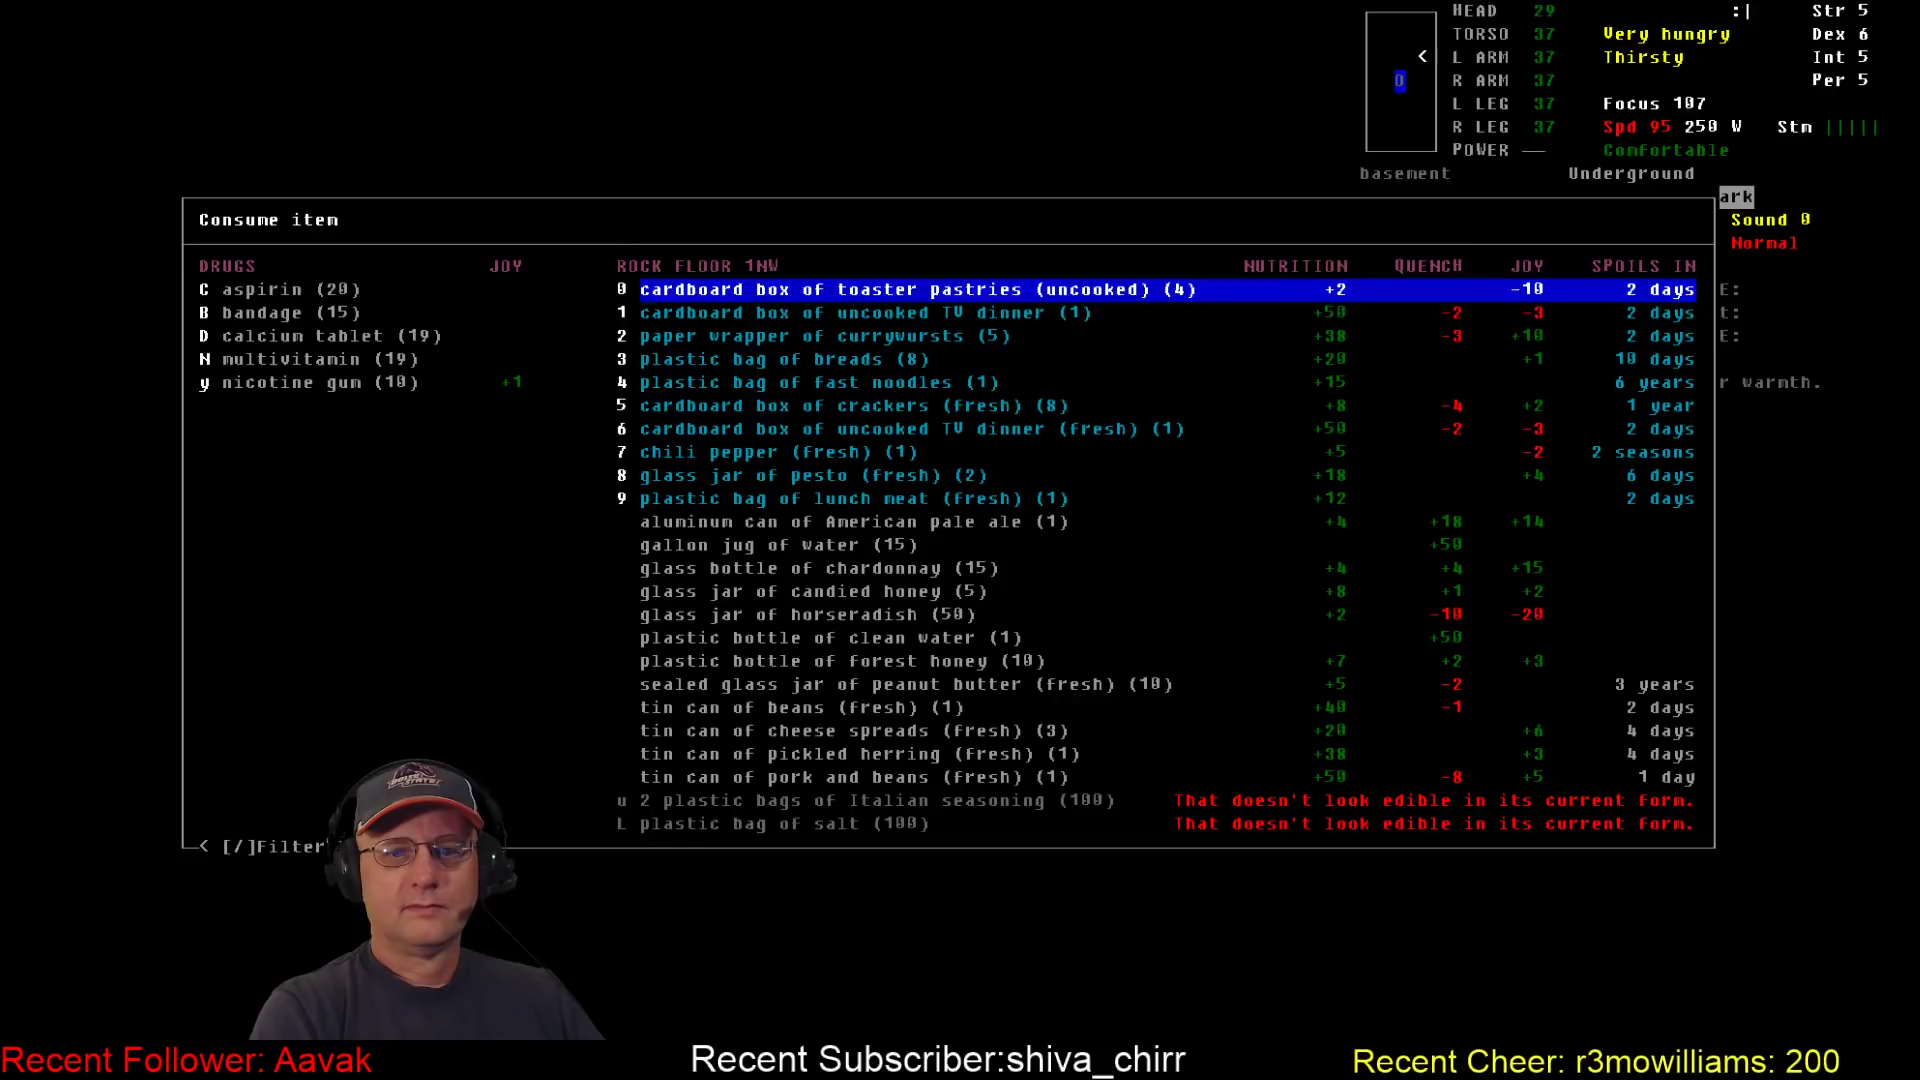 HEAD 29 :| Str 5
TORSO 37 Very hungry Dex 6
< L ARM 37 Thirsty Int 5
0 R ARM 37 Per 5
L LEG 37 Focus 107
R LEG 37 Spd 95 250 W Stm |||||
POWER — Comfortable
basement Underground
ark
Sound 0
Normal
Consume item
DRUGS JOY
C aspirin (20)
B bandage (15)
D calcium tablet (19)
N multivitamin (19)
y nicotine gum (10) +1
ROCK FLOOR 1NW NUTRITION QUENCH JOY SPOILS IN
0 cardboard box of toaster pastries (uncooked) (4) +2 -10 2 days E:
1 cardboard box of uncooked TV dinner (1) +50 -2 -3 2 days t:
2 paper wrapper of currywursts (5) +38 -3 +10 2 days E:
3 plastic bag of breads (8) +20 +1 10 days
4 plastic bag of fast noodles (1) +15 6 years r warmth.
5 cardboard box of crackers (fresh) (8) +8 -4 +2 1 year
6 cardboard box of uncooked TV dinner (fresh) (1) +50 -2 -3 2 days
7 chili pepper (fresh) (1) +5 -2 2 seasons
8 glass jar of pesto (fresh) (2) +18 +4 6 days
9 plastic bag of lunch meat (fresh) (1) +12 2 days
aluminum can of American pale ale (1) +4 +18 +14
gallon jug of water (15) +50
glass bottle of chardonnay (15) +4 +4 +15
glass jar of candied honey (5) +8 +1 +2
glass jar of horseradish (50) +2 -10 -20
plastic bottle of clean water (1) +50
plastic bottle of forest honey (10) +7 +2 +3
sealed glass jar of peanut butter (fresh) (10) +5 -2 3 years
tin can of beans (fresh) (1) +40 -1 2 days
tin can of cheese spreads (fresh) (3) +20 +6 4 days
tin can of pickled herring (fresh) (1) +38 +3 4 days
tin can of pork and beans (fresh) (1) +50 -8 +5 1 day
u 2 plastic bags of Italian seasoning (100) That doesn't look edible in its current form.
L plastic bag of salt (100) That doesn't look edible in its current form.
< [/]Filter
Recent Follower: Aavak
Recent Subscriber:shiva_chirr
Recent Cheer: r3mowilliams: 200